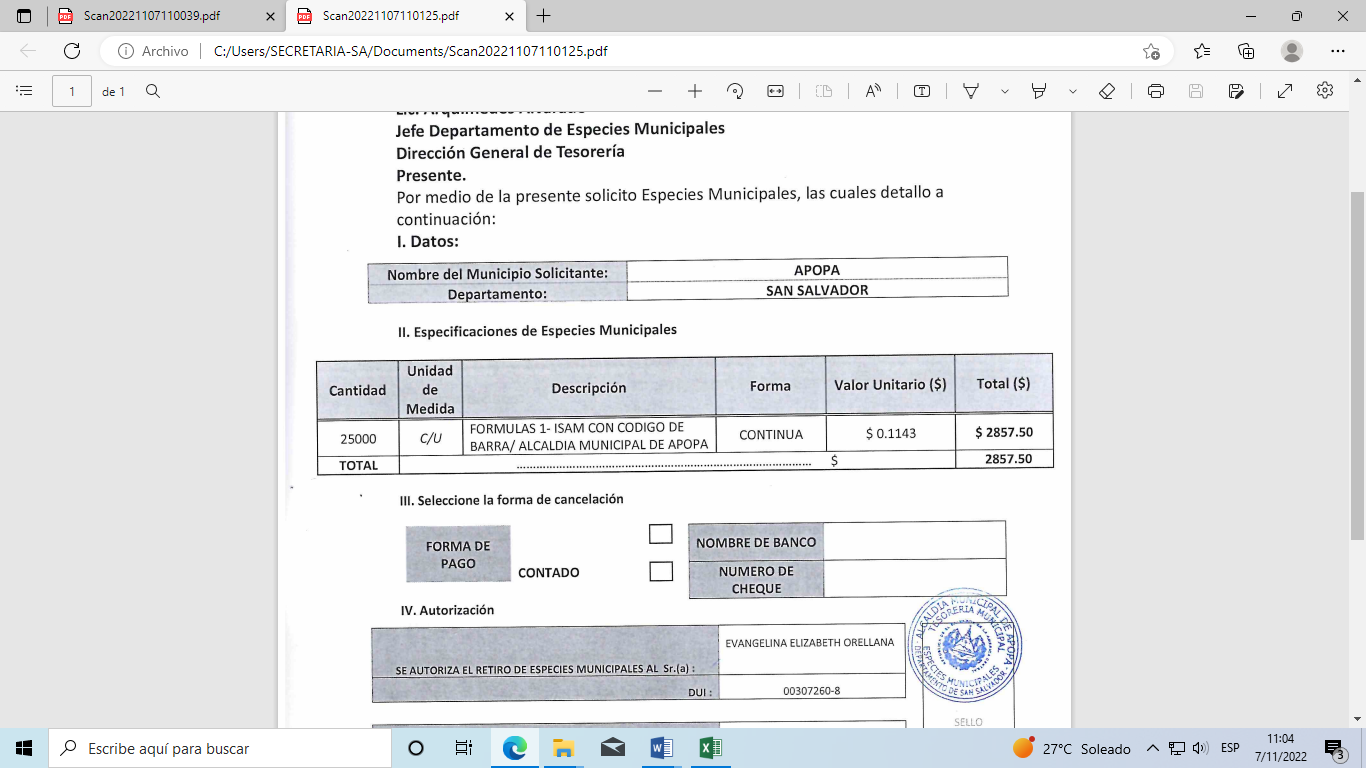 Scan20221107110039.pdf
Scan20221107110125.pdf
Archivo
C:/Users/SECRETARIA-SA/Documents/Scan20221107110125.pdf
1 de 1
Jefe Departamento de Especies Municipales
Dirección General de Tesorería
Presente.
Por medio de la presente solicito Especies Municipales, las cuales detallo a
continuación:
I. Datos:
Nombre del Municipio Solicitante: APOPA
Departamento: SAN SALVADOR
II. Especificaciones de Especies Municipales
Cantidad Unidad de Medida Descripción Forma Valor Unitario ($) Total ($)
25000 C/U FORMULAS 1- ISAM CON CODIGO DE
BARRA/ ALCALDIA MUNICIPAL DE APOPA CONTINUA $ 0.1143 $ 2857.50
TOTAL ........................................................................................... $ 2857.50
III. Seleccione la forma de cancelación
FORMA DE
PAGO
CONTADO
NOMBRE DE BANCO
NUMERO DE
CHEQUE
IV. Autorización
SE AUTORIZA EL RETIRO DE ESPECIES MUNICIPALES AL Sr.(a) : EVANGELINA ELIZABETH ORELLANA
DUI : 00307260-8
ALCALDIA MUNICIPAL DE APOPA
TESORERIA MUNICIPAL
ESPECIES MUNICIPALES
DEPARTAMENTO DE SAN SALVADOR
SELLO
Escribe aquí para buscar
27°C Soleado
ESP
11:04
7/11/2022
3